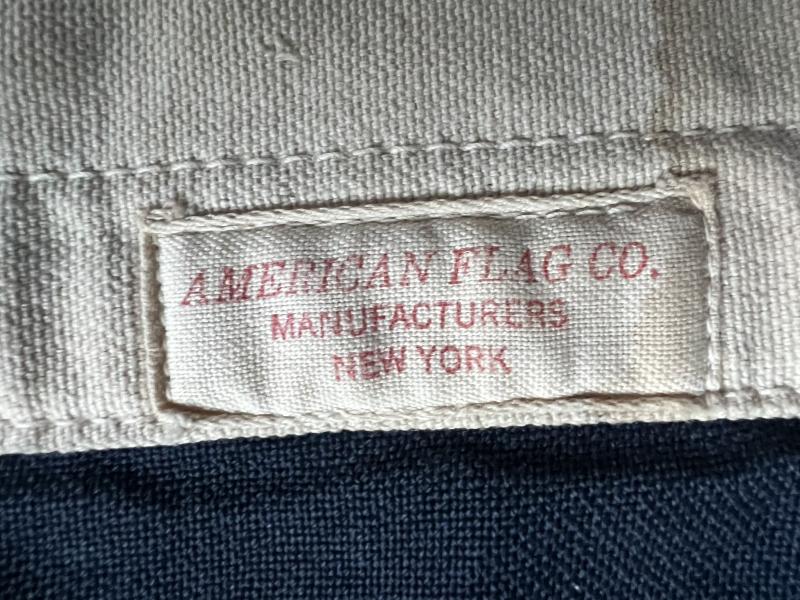 AMERICAN FLAG CO.
MANUFACTURERS
NEW YORK